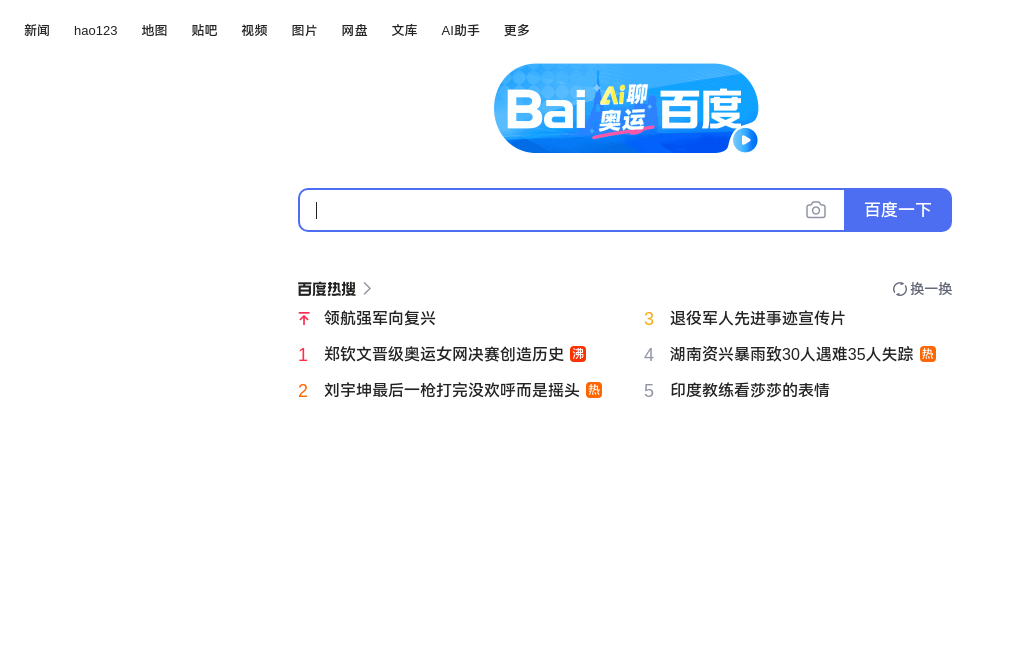 新闻 hao123 地图 贴吧 视频 图片 网盘 文库 AI助手 更多
Bai Ai聊奥运 百度
百度一下
百度热搜 换一换
领航强军向复兴
1 郑钦文晋级奥运女网决赛创造历史 沸
2 刘宇坤最后一枪打完没欢呼而是摇头 热
3 退役军人先进事迹宣传片
4 湖南资兴暴雨致30人遇难35人失踪 热
5 印度教练看莎莎的表情